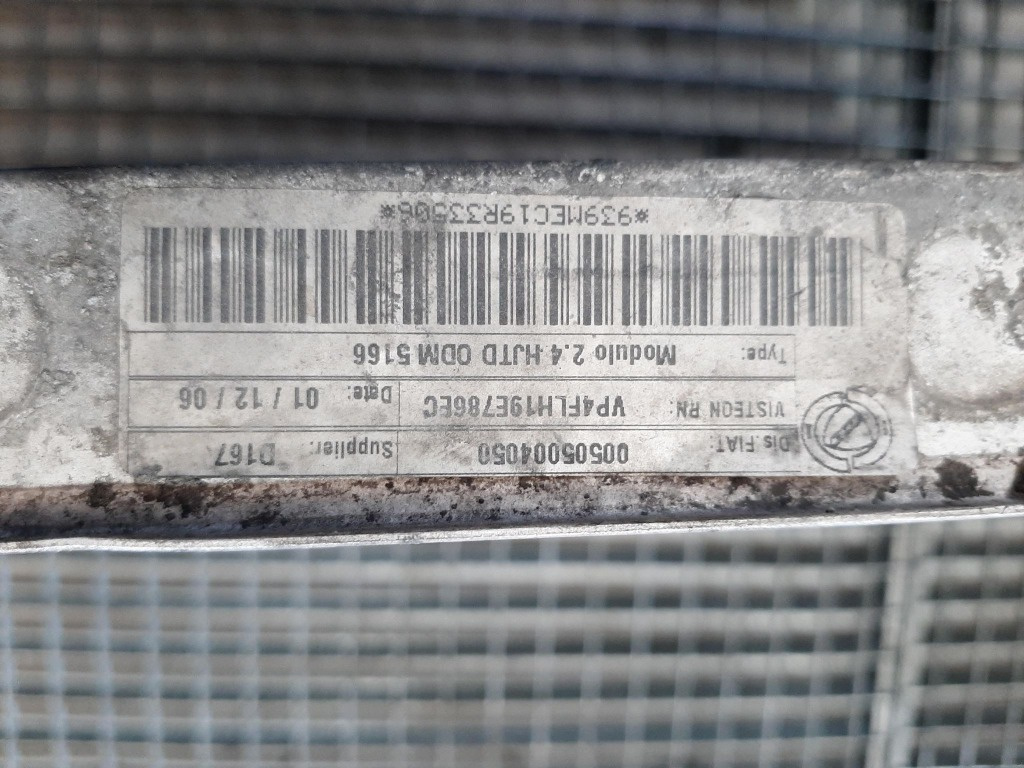 Dis.FIAT: 00505004050 Supplier: D167
VISTEON RN: VP4FLH19E786EC Date: 01 / 12 / 06
Type: Modulo 2.4 HJTD ODM 5166
*939MEC19R33506*